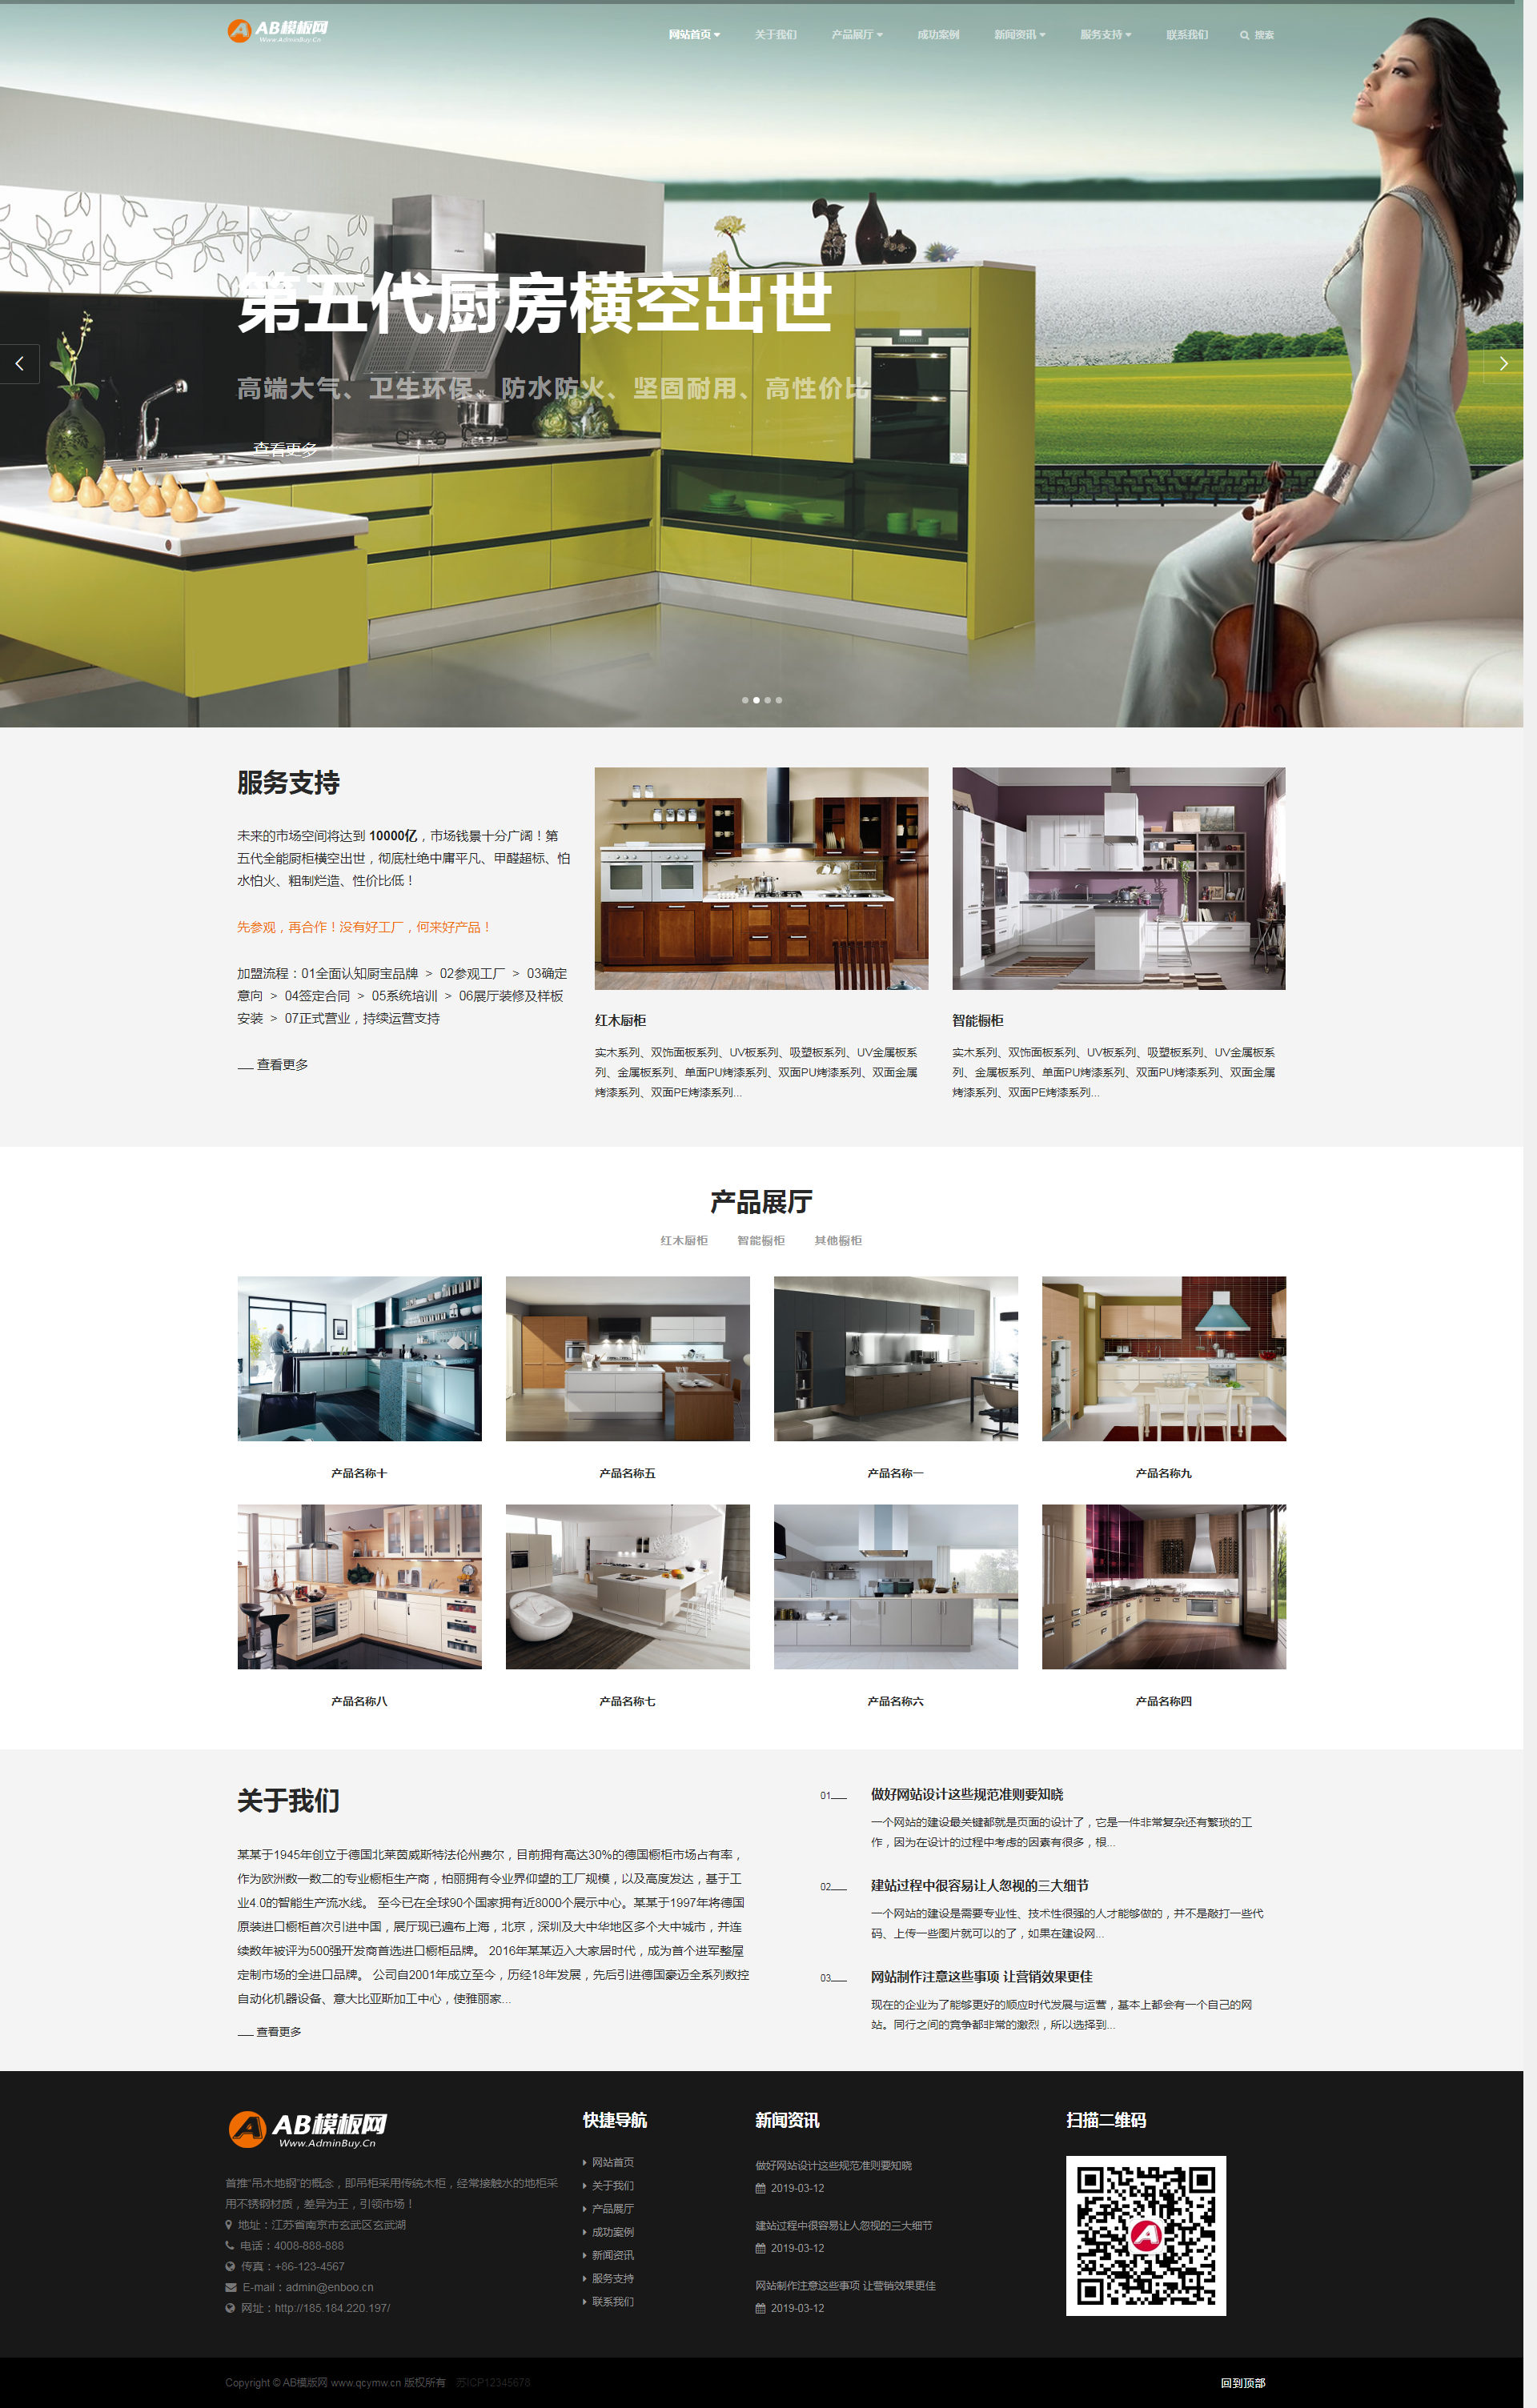 AB模板网
Www.AdminBuy.Cn
网站首页
关于我们
产品展厅
成功案例
新闻资讯
服务支持
联系我们
搜索
第五代厨房横空出世
高端大气、卫生环保、防水防火、坚固耐用、高性价比
查看更多
服务支持
未来的市场空间将达到 10000亿，市场钱景十分广阔！第
五代全能厨柜横空出世，彻底杜绝中庸平凡、甲醛超标、怕
水怕火、粗制烂造、性价比低！
先参观，再合作！没有好工厂，何来好产品！
加盟流程：01全面认知厨宝品牌 > 02参观工厂 > 03确定
意向 > 04签定合同 > 05系统培训 > 06展厅装修及样板
安装 > 07正式营业，持续运营支持
查看更多
红木厨柜
实木系列、双饰面板系列、UV板系列、吸塑板系列、UV金属板系
列、金属板系列、单面PU烤漆系列、双面PU烤漆系列、双面金属
烤漆系列、双面PE烤漆系列...
智能橱柜
实木系列、双饰面板系列、UV板系列、吸塑板系列、UV金属板系
列、金属板系列、单面PU烤漆系列、双面PU烤漆系列、双面金属
烤漆系列、双面PE烤漆系列...
产品展厅
红木厨柜 智能橱柜 其他橱柜
产品名称十
产品名称五
产品名称一
产品名称九
产品名称八
产品名称七
产品名称六
产品名称四
关于我们
某某于1945年创立于德国北莱茵威斯特法伦州费尔，目前拥有高达30%的德国橱柜市场占有率，
作为欧洲数一数二的专业橱柜生产商，柏丽拥有令业界仰望的工厂规模，以及高度发达，基于工
业4.0的智能生产流水线。 至今已在全球90个国家拥有近8000个展示中心。某某于1997年将德国
原装进口橱柜首次引进中国，展厅现已遍布上海，北京，深圳及大中华地区多个大中城市，并连
续数年被评为500强开发商首选进口橱柜品牌。 2016年某某迈入大家居时代，成为首个进军整屋
定制市场的全进口品牌。 公司自2001年成立至今，历经18年发展，先后引进德国豪迈全系列数控
自动化机器设备、意大比亚斯加工中心，使雅丽家...
查看更多
01
做好网站设计这些规范准则要知晓
一个网站的建设最关键都就是页面的设计了，它是一件非常复杂还有繁琐的工
作，因为在设计的过程中考虑的因素有很多，根...
02
建站过程中很容易让人忽视的三大细节
一个网站的建设是需要专业性、技术性很强的人才能够做的，并不是敲打一些代
码、上传一些图片就可以的了，如果在建设网...
03
网站制作注意这些事项 让营销效果更佳
现在的企业为了能够更好的顺应时代发展与运营，基本上都会有一个自己的网
站。同行之间的竞争都非常的激烈，所以选择到...
AB模板网
Www.AdminBuy.Cn
首推“吊木地钢”的概念，即吊柜采用传统木柜，经常接触水的地柜采
用不锈钢材质，差异为王，引领市场！
地址：江苏省南京市玄武区玄武湖
电话：4008-888-888
传真：+86-123-4567
E-mail：admin@enboo.cn
网址：http://185.184.220.197/
快捷导航
网站首页
关于我们
产品展厅
成功案例
新闻资讯
服务支持
联系我们
新闻资讯
做好网站设计这些规范准则要知晓
2019-03-12
建站过程中很容易让人忽视的三大细节
2019-03-12
网站制作注意这些事项 让营销效果更佳
2019-03-12
扫描二维码
Copyright © AB模版网 www.qcymw.cn 版权所有 苏ICP12345678
回到顶部